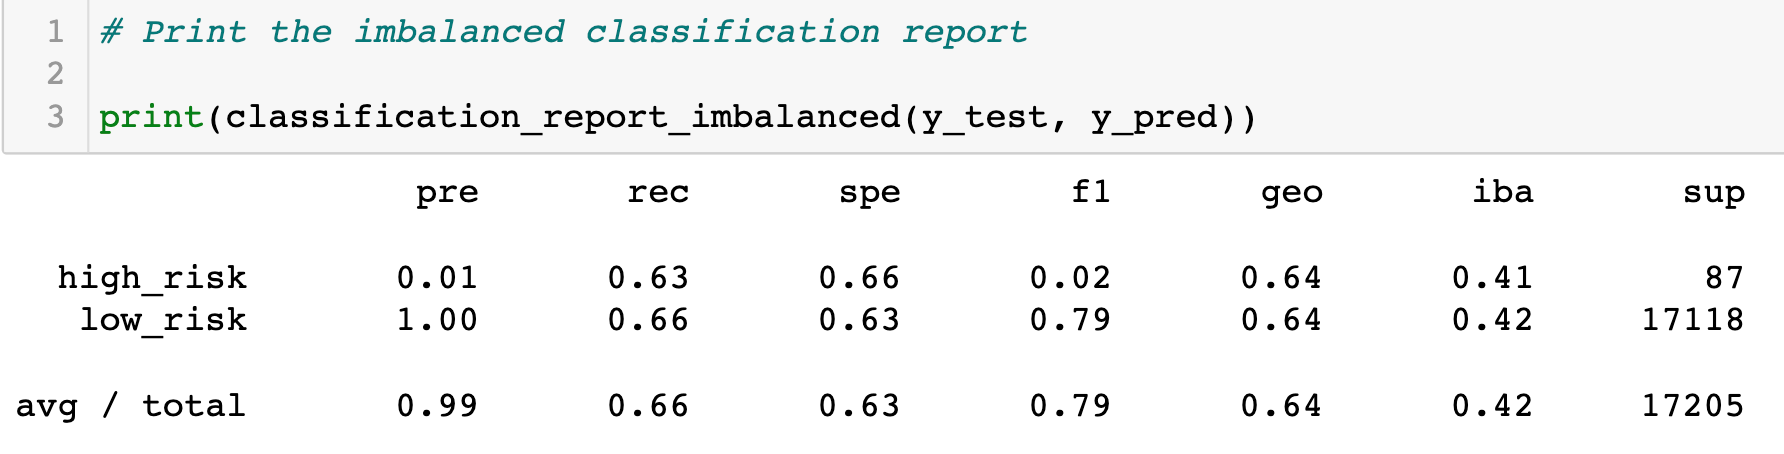 1 # Print the imbalanced classification report
2
3 print(classification_report_imbalanced(y_test, y_pred))
pre rec spe f1 geo iba sup
high_risk 0.01 0.63 0.66 0.02 0.64 0.41 87
low_risk 1.00 0.66 0.63 0.79 0.64 0.42 17118
avg / total 0.99 0.66 0.63 0.79 0.64 0.42 17205